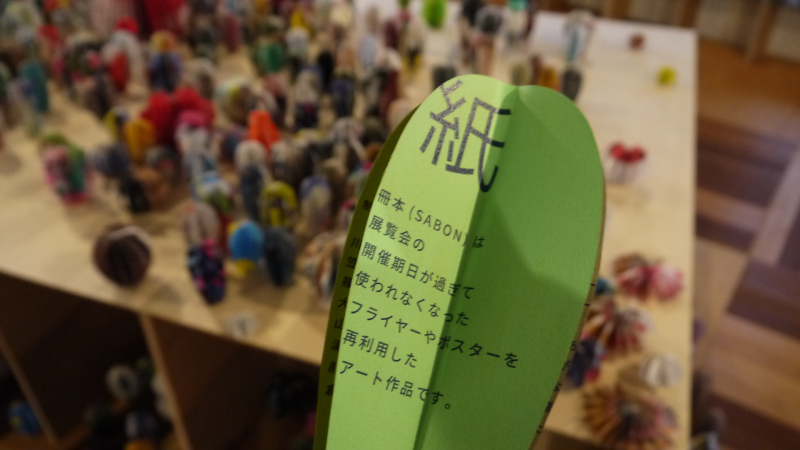 紙
冊本 (SABON) は
展覧会の
開催期日が過ぎて
使われなくなった
フライヤーやポスターを
再利用した
アート作品です。